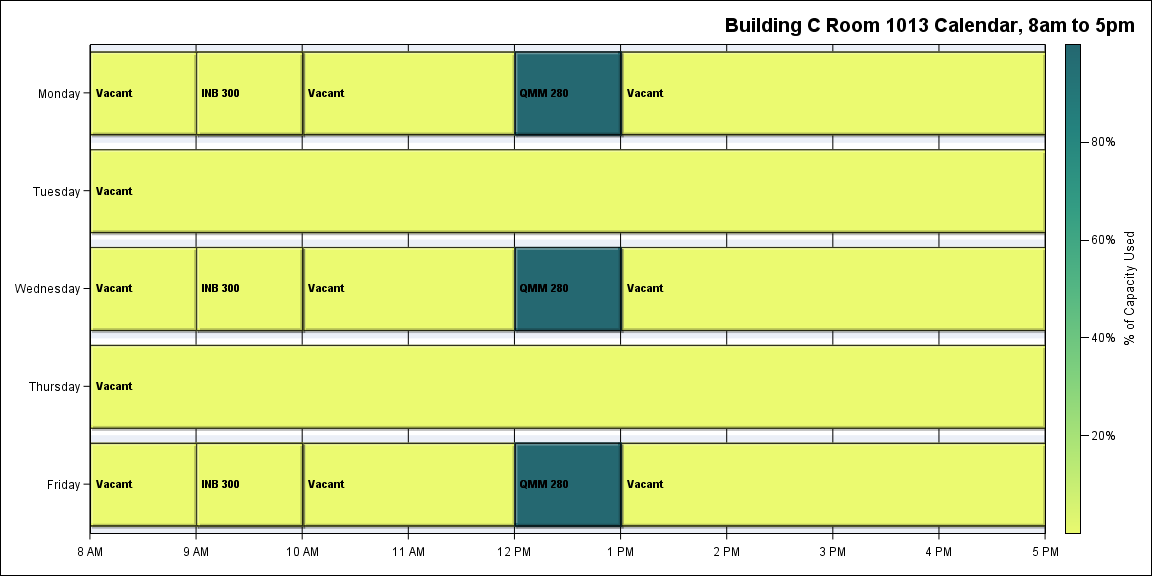 Building C Room 1013 Calendar, 8am to 5pm
Monday
Vacant
INB 300
Vacant
QMM 280
Vacant
Tuesday
Vacant
Wednesday
Vacant
INB 300
Vacant
QMM 280
Vacant
Thursday
Vacant
Friday
Vacant
INB 300
Vacant
QMM 280
Vacant
8 AM
9 AM
10 AM
11 AM
12 PM
1 PM
2 PM
3 PM
4 PM
5 PM
80%
60%
40%
20%
% of Capacity Used